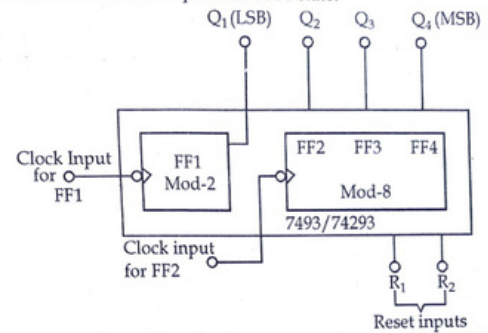 Q1 (LSB) Q2 Q3 Q4 (MSB)
Clock Input
for
FF1
FF1
Mod-2
FF2 FF3 FF4
Mod-8
7493/74293
Clock input
for FF2
R1 R2
Reset inputs